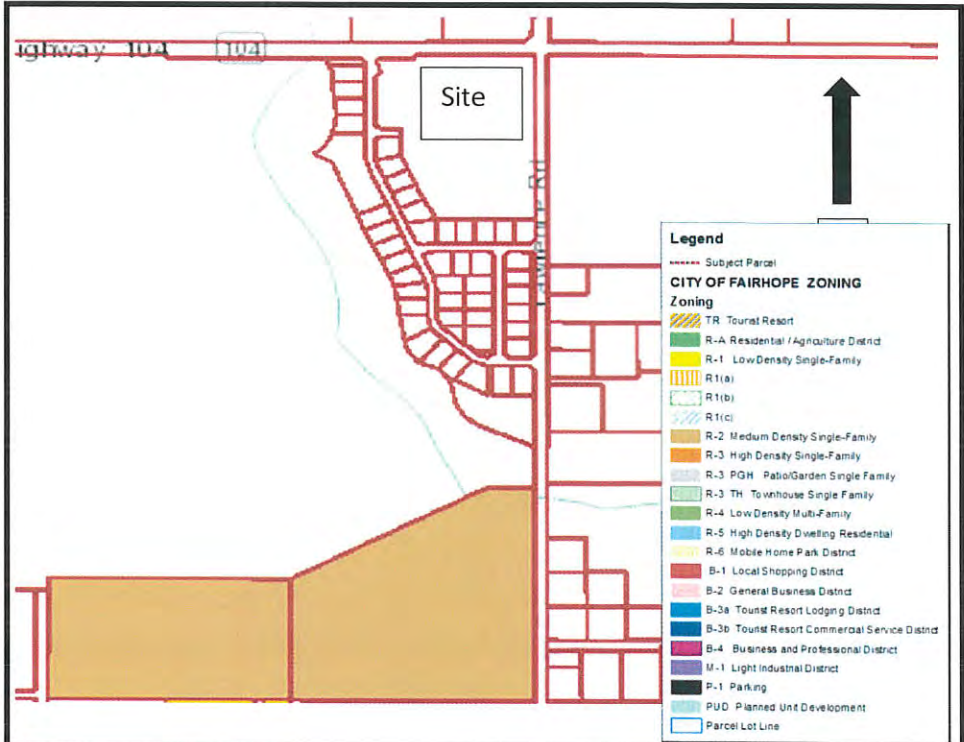 ighway 104
104
Site
Lawrence Rd
Legend
Subject Parcel
CITY OF FAIRHOPE ZONING
Zoning
TR Tourist Resort
R-A Residential / Agriculture District
R-1 Low Density Single-Family
R1(a)
R1(b)
R1(c)
R-2 Medium Density Single-Family
R-3 High Density Single-Family
R-3 PGH Patio/Garden Single Family
R-3 TH Townhouse Single Family
R-4 Low Density Multi-Family
R-5 High Density Dwelling Residential
R-6 Mobile Home Park District
B-1 Local Shopping District
B-2 General Business District
B-3a Tourist Resort Lodging District
B-3b Tourist Resort Commercial Service District
B-4 Business and Professional District
M-1 Light Industrial District
P-1 Parking
PUD Planned Unit Development
Parcel Lot Line